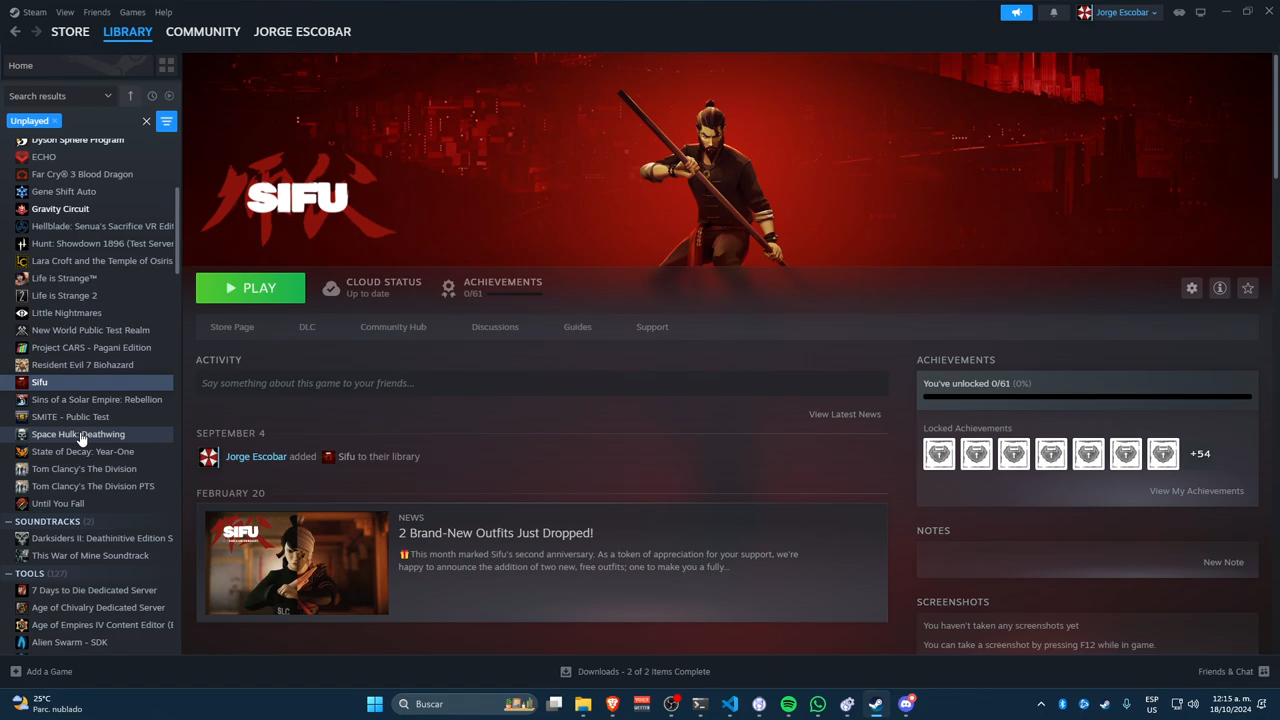 Steam View Friends Games Help
Jorge Escobar
STORE LIBRARY COMMUNITY JORGE ESCOBAR
Home
Search results
Unplayed
Dyson Sphere Program
ECHO
Far Cry® 3 Blood Dragon
Gene Shift Auto
Gravity Circuit
Hellblade: Senua's Sacrifice VR Edit
Hunt: Showdown 1896 (Test Server
Lara Croft and the Temple of Osiris
Life is Strange™
Life is Strange 2
Little Nightmares
New World Public Test Realm
Project CARS - Pagani Edition
Resident Evil 7 Biohazard
Sifu
Sins of a Solar Empire: Rebellion
SMITE - Public Test
Space Hulk: Deathwing
State of Decay: Year-One
Tom Clancy's The Division
Tom Clancy's The Division PTS
Until You Fall
SOUNDTRACKS (2)
Darksiders II: Deathinitive Edition S
This War of Mine Soundtrack
TOOLS (127)
7 Days to Die Dedicated Server
Age of Chivalry Dedicated Server
Age of Empires IV Content Editor (E
Alien Swarm - SDK
師父
SIFU
PLAY
CLOUD STATUS
Up to date
ACHIEVEMENTS
0/61
Store Page DLC Community Hub Discussions Guides Support
ACTIVITY
Say something about this game to your friends...
View Latest News
SEPTEMBER 4
Jorge Escobar added Sifu to their library
FEBRUARY 20
SIFU
NEWS
2 Brand-New Outfits Just Dropped!
🎁This month marked Sifu's second anniversary. As a token of appreciation for your support, we're
happy to announce the addition of two new, free outfits; one to make you a fully...
ACHIEVEMENTS
You've unlocked 0/61 (0%)
Locked Achievements
+54
View My Achievements
NOTES
New Note
SCREENSHOTS
You haven't taken any screenshots yet
You can take a screenshot by pressing F12 while in game.
Add a Game
Downloads - 2 of 2 Items Complete
Friends & Chat
25°C
Parc. nublado
Buscar
ESP
US
12:15 a. m.
18/10/2024